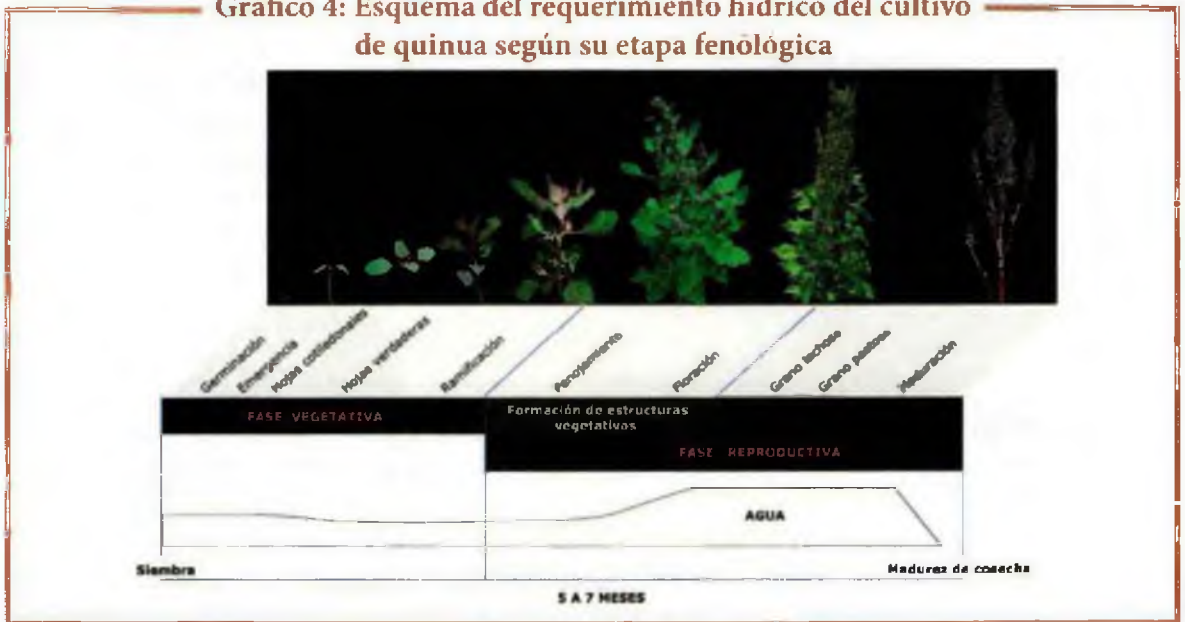 Gráfico 4: Esquema del requerimiento hídrico del cultivo
de quinua según su etapa fenológica
Germinación
Emergencia
Hojas cotiledonales
Hojas verdaderas
Ramificación
Panojamiento
Floración
Grano lechoso
Grano pastoso
Maduración
FASE VEGETATIVA
Formación de estructuras
vegetativas
FASE REPRODUCTIVA
AGUA
Siembra
Madurez de cosecha
5 A 7 MESES